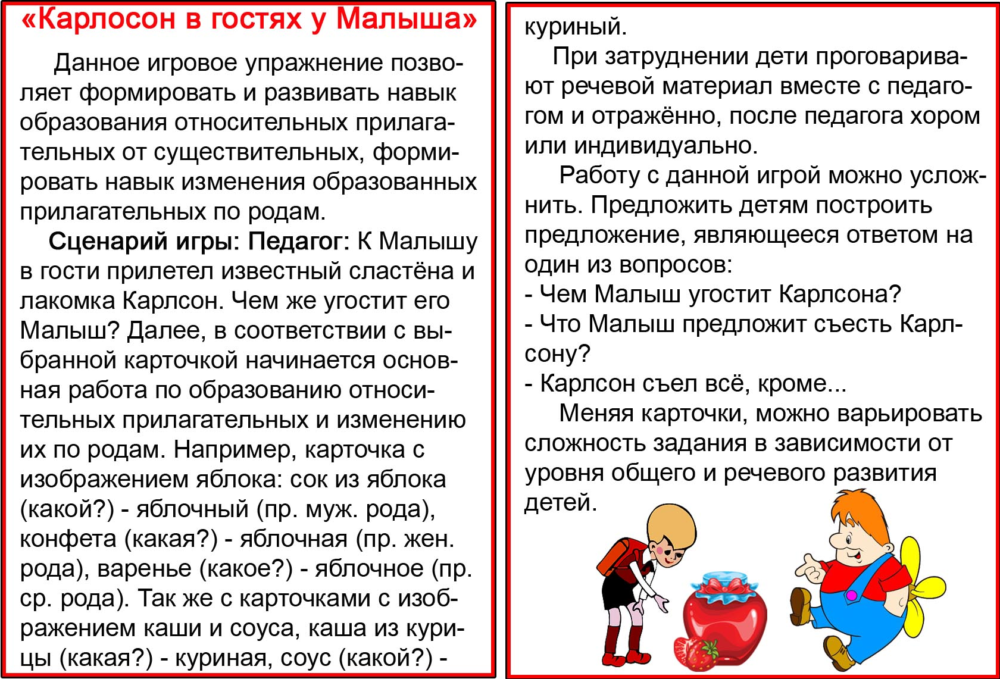 «Карлосон в гостях у Малыша»
Данное игровое упражнение позво-
ляет формировать и развивать навык
образования относительных прилага-
тельных от существительных, форми-
ровать навык изменения образованных
прилагательных по родам.
Сценарий игры: Педагог: К Малышу
в гости прилетел известный сластёна и
лакомка Карлсон. Чем же угостит его
Малыш? Далее, в соответствии с вы-
бранной карточкой начинается основ-
ная работа по образованию относи-
тельных прилагательных и изменению
их по родам. Например, карточка с
изображением яблока: сок из яблока
(какой?) - яблочный (пр. муж. рода),
конфета (какая?) - яблочная (пр. жен.
рода), варенье (какое?) - яблочное (пр.
ср. рода). Так же с карточками с изоб-
ражением каши и соуса, каша из кури-
цы (какая?) - куриная, соус (какой?) -
куриный.
При затруднении дети проговарива-
ют речевой материал вместе с педаго-
гом и отражённо, после педагога хором
или индивидуально.
Работу с данной игрой можно услож-
нить. Предложить детям построить
предложение, являющееся ответом на
один из вопросов:
- Чем Малыш угостит Карлсона?
- Что Малыш предложит съесть Карл-
сону?
- Карлсон съел всё, кроме...
Меняя карточки, можно варьировать
сложность задания в зависимости от
уровня общего и речевого развития
детей.